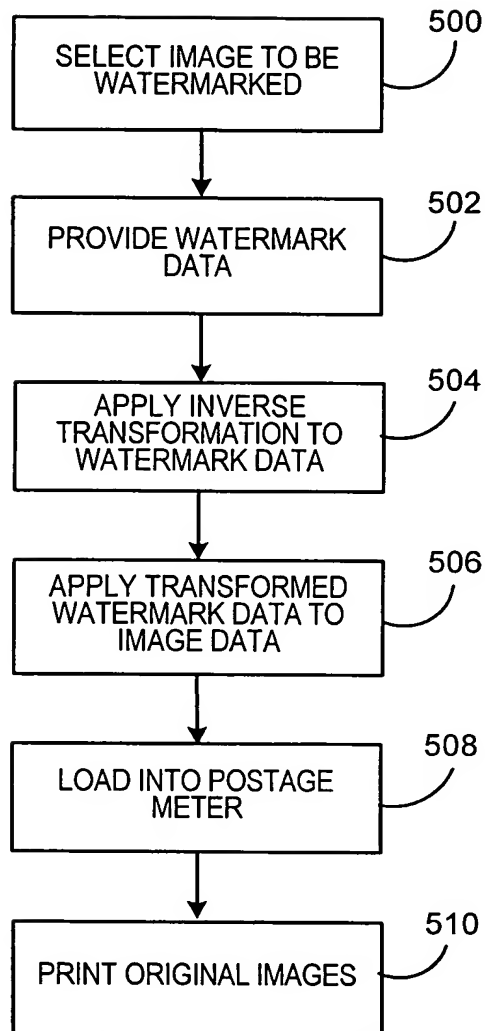 500
SELECT IMAGE TO BE
WATERMARKED
502
PROVIDE WATERMARK
DATA
504
APPLY INVERSE
TRANSFORMATION TO
WATERMARK DATA
506
APPLY TRANSFORMED
WATERMARK DATA TO
IMAGE DATA
508
LOAD INTO POSTAGE
METER
510
PRINT ORIGINAL IMAGES